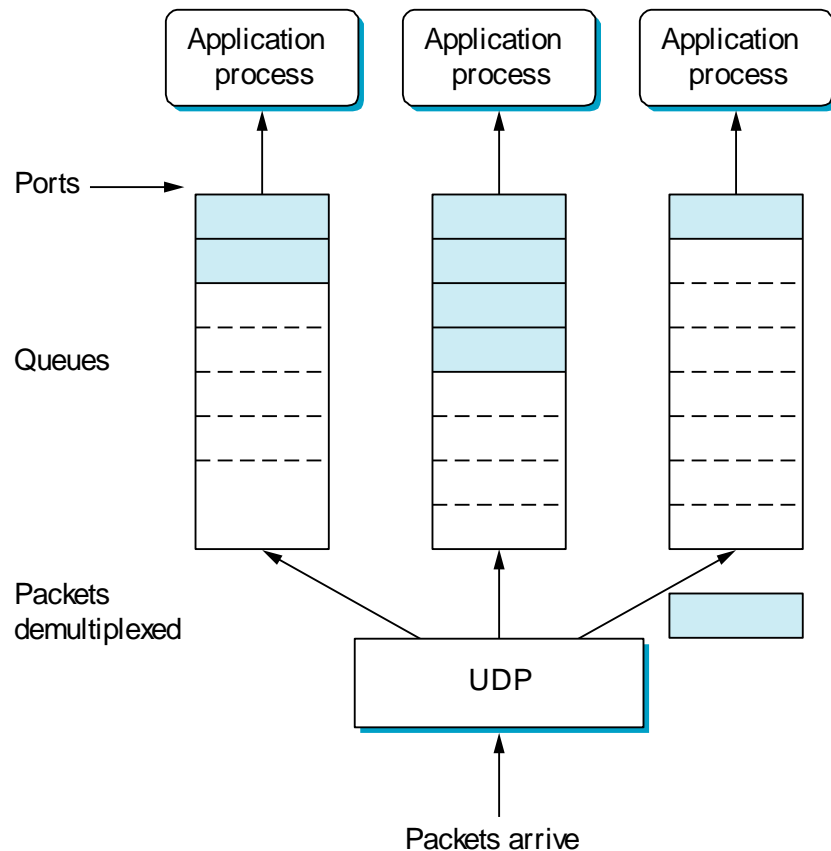 Application
process
Application
process
Application
process
Ports
Queues
Packets
demultiplexed
UDP
Packets arrive